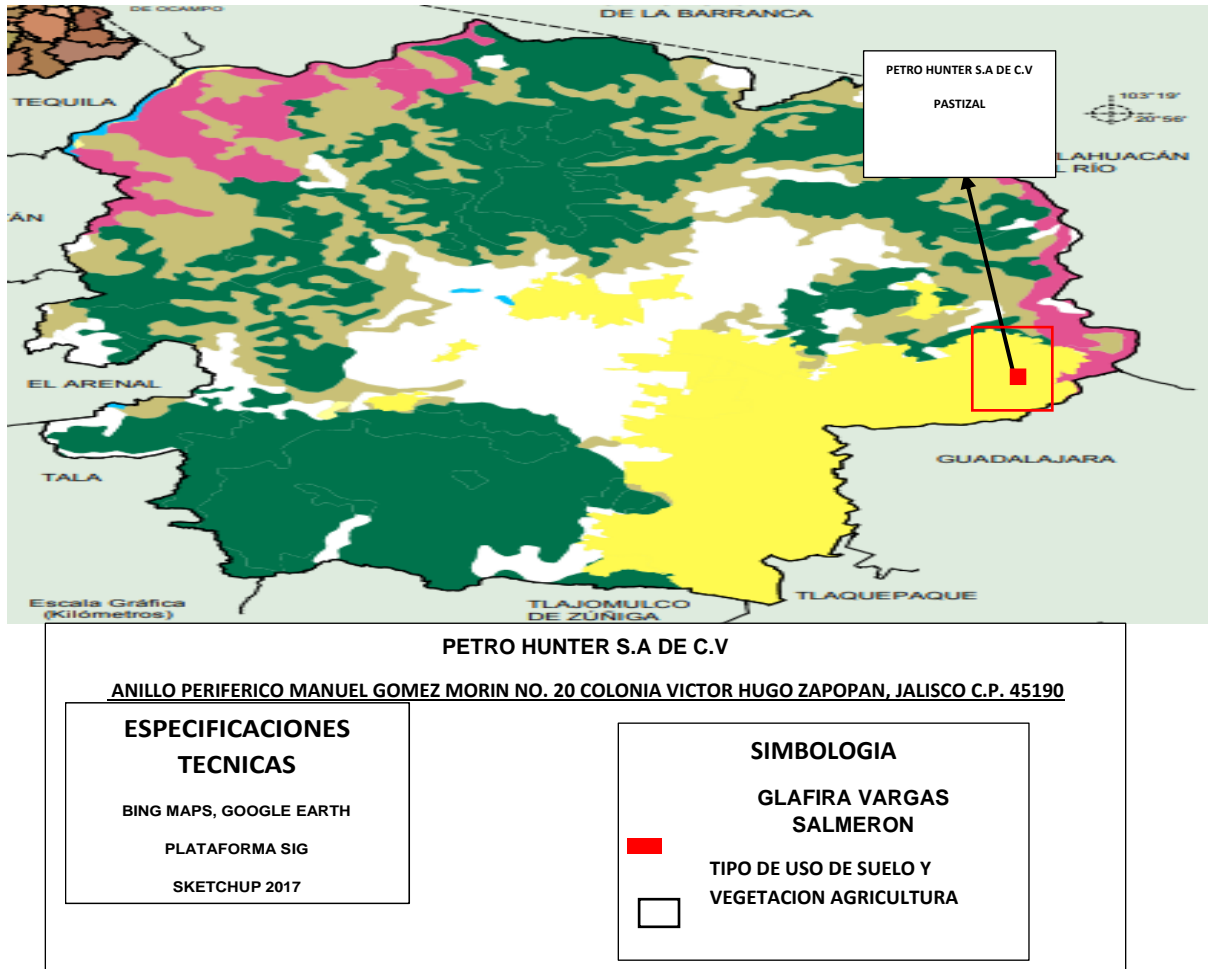 DE OCAMPO
DE LA BARRANCA
PETRO HUNTER S.A DE C.V
PASTIZAL
TEQUILA
103°19'
20°56'
LAHUACÁN
L RÍO
ÁN
EL ARENAL
GUADALAJARA
TALA
Escala Gráfica
(Kilómetros)
TLAJOMULCO
DE ZÚÑIGA
TLAQUEPAQUE
PETRO HUNTER S.A DE C.V
ANILLO PERIFERICO MANUEL GOMEZ MORIN NO. 20 COLONIA VICTOR HUGO ZAPOPAN, JALISCO C.P. 45190
ESPECIFICACIONES
TECNICAS
BING MAPS, GOOGLE EARTH
PLATAFORMA SIG
SKETCHUP 2017
SIMBOLOGIA
GLAFIRA VARGAS
SALMERON
TIPO DE USO DE SUELO Y
VEGETACION AGRICULTURA